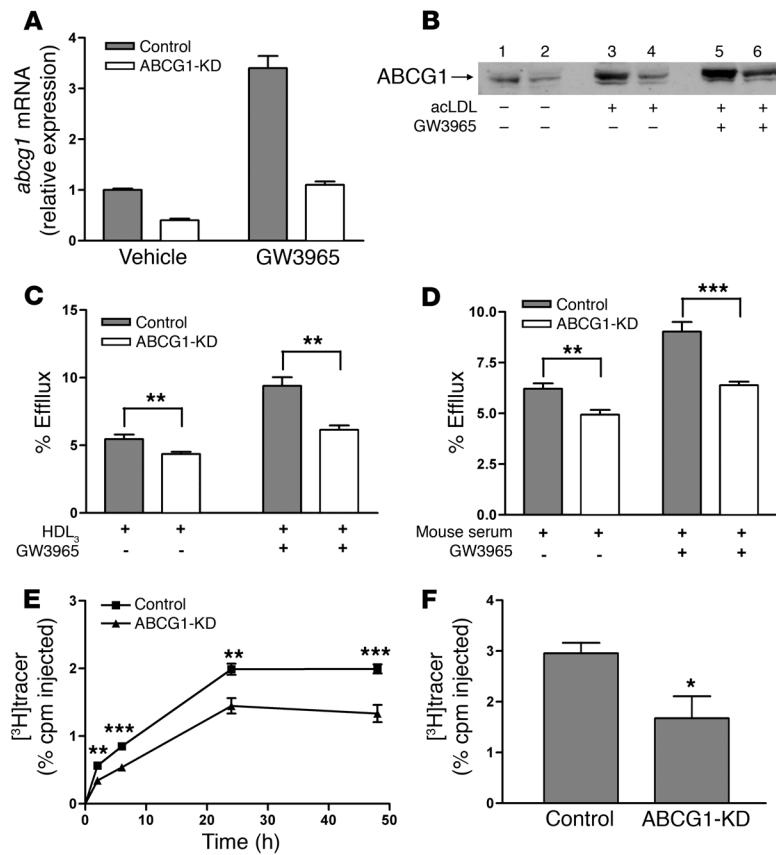 A
Control
ABCG1-KD
abcg1 mRNA
(relative expression)
4
3
2
1
0
Vehicle GW3965
B
1 2 3 4 5 6
ABCG1→
acLDL – – + + + +
GW3965 – – – – + +
C
Control
ABCG1-KD
% Effllux
15
10
5
0
**
**
HDL3 + + + +
GW3965 - - + +
D
Control
ABCG1-KD
% Effllux
10.0
7.5
5.0
2.5
0.0
**
***
Mouse serum + + + +
GW3965 - - + +
E
Control
ABCG1-KD
[3H]tracer
(% cpm injected)
3
2
1
0
** *** ** ***
0 10 20 30 40 50
Time (h)
F
[3H]tracer
(% cpm injected)
4
3
2
1
0
*
Control ABCG1-KD